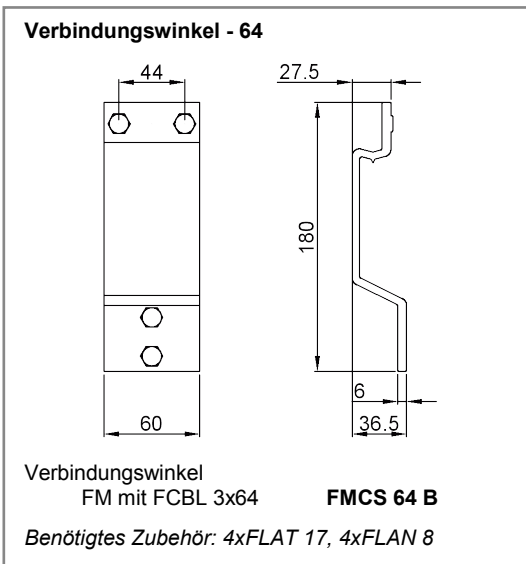 Verbindungswinkel - 64
44
27.5
180
6
60
36.5
Verbindungswinkel
FM mit FCBL 3x64 FMCS 64 B
Benötigtes Zubehör: 4xFLAT 17, 4xFLAN 8